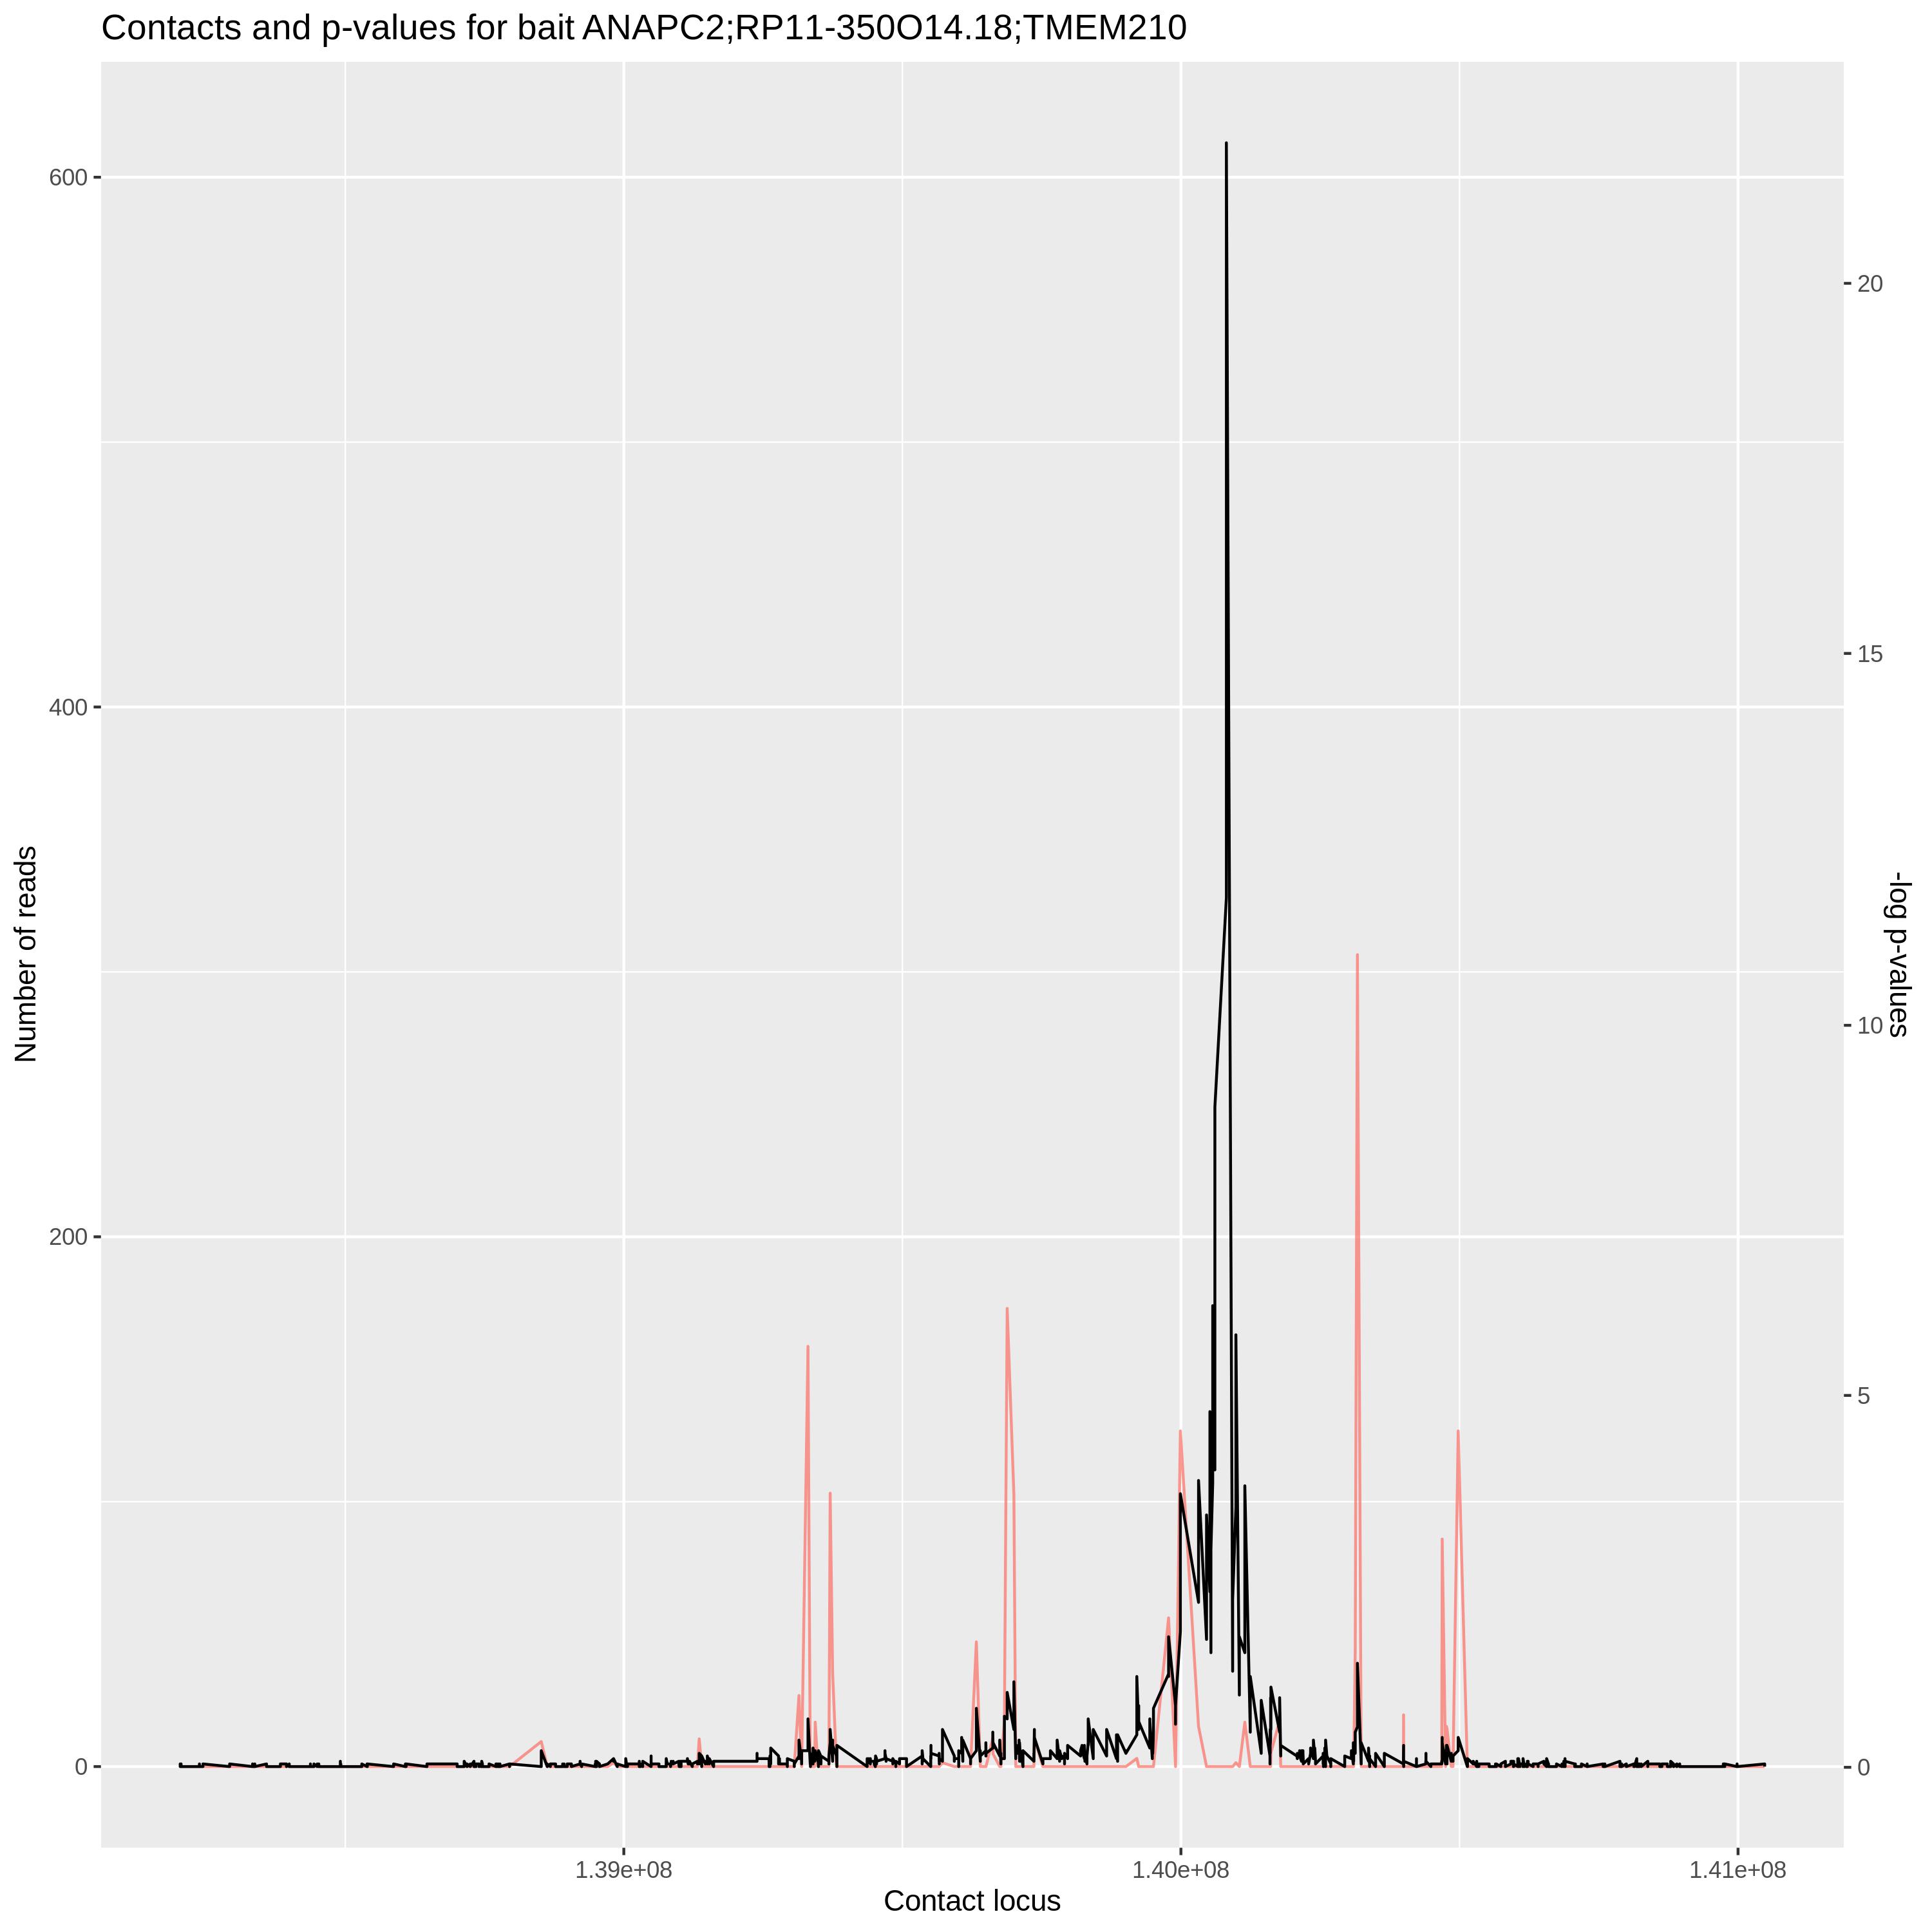 Contacts and p-values for bait ANAPC2;RP11-350O14.18;TMEM210
Number of reads
600
400
200
0
20
15
10
5
0
-log p-values
1.39e+08 1.40e+08 1.41e+08
Contact locus